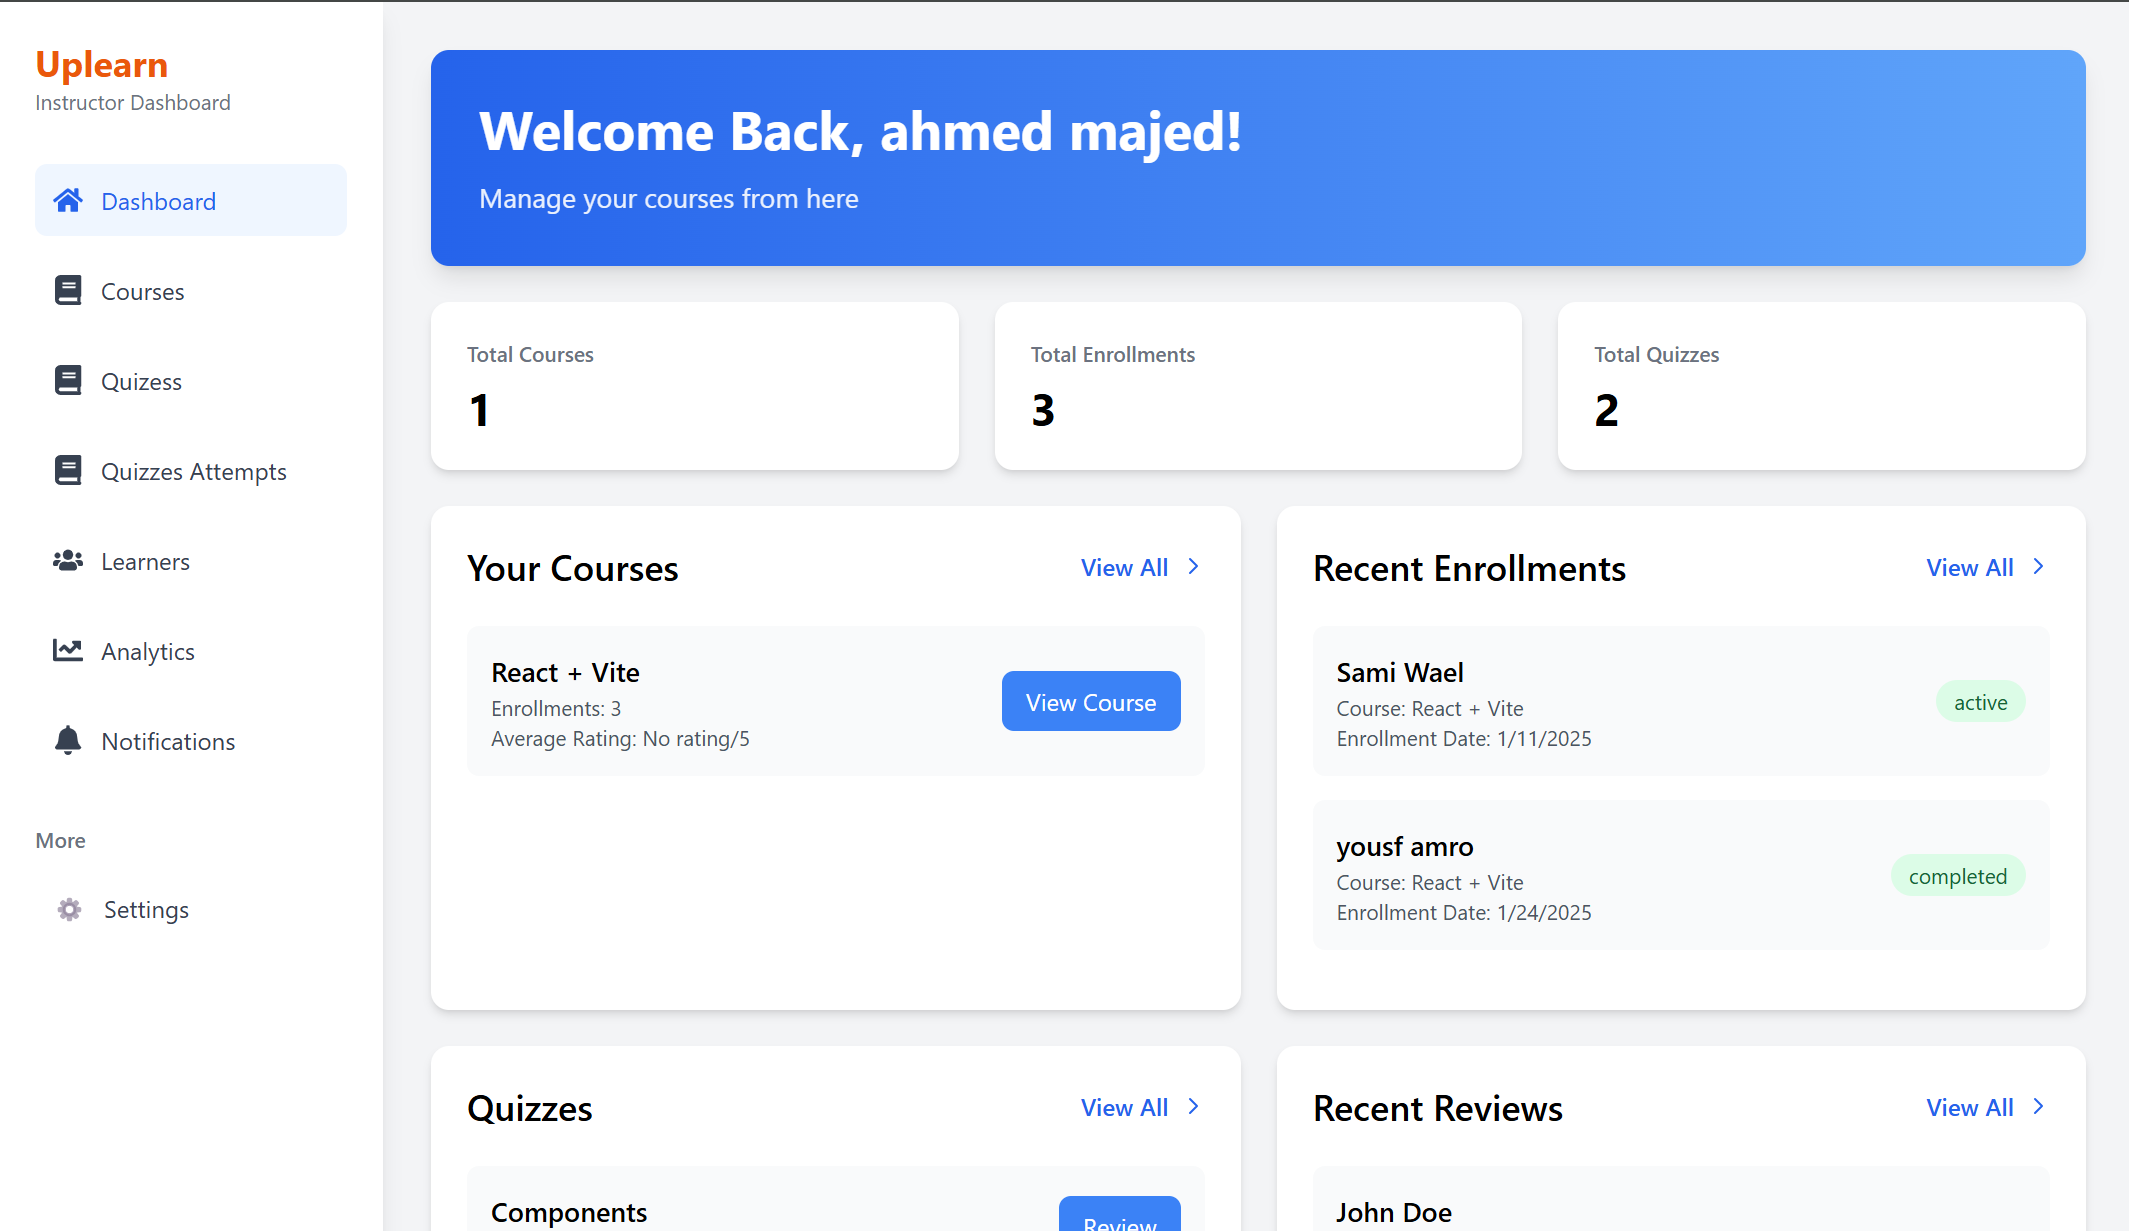 Uplearn
Instructor Dashboard
Dashboard
Courses
Quizess
Quizzes Attempts
Learners
Analytics
Notifications
More
Settings
Welcome Back, ahmed majed!
Manage your courses from here
Total Courses
1
Total Enrollments
3
Total Quizzes
2
Your Courses
View All
React + Vite
Enrollments: 3
Average Rating: No rating/5
View Course
Recent Enrollments
View All
Sami Wael
Course: React + Vite
Enrollment Date: 1/11/2025
active
yousf amro
Course: React + Vite
Enrollment Date: 1/24/2025
completed
Quizzes
View All
Components
Review
Recent Reviews
View All
John Doe